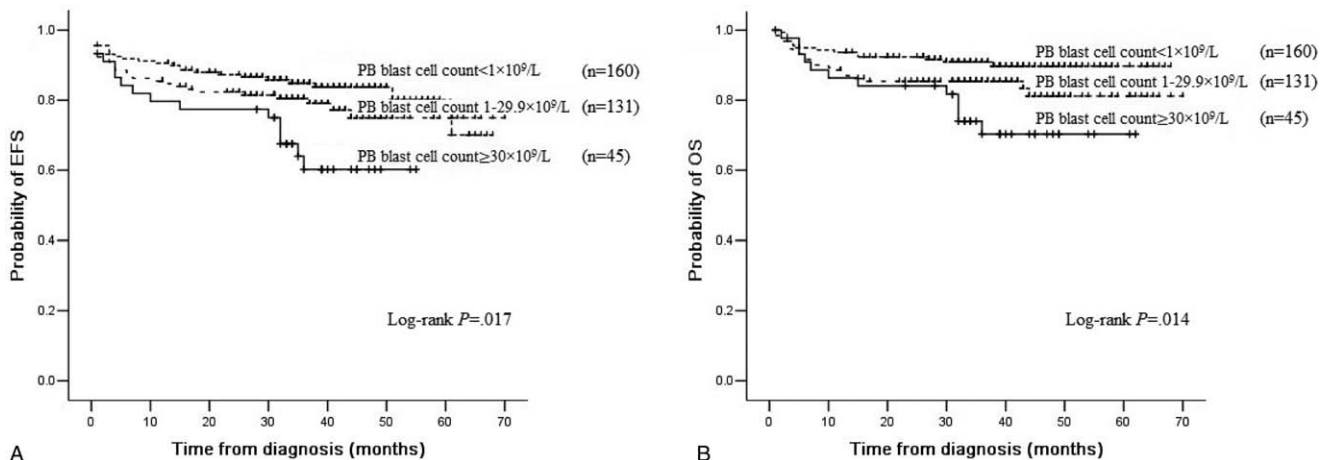 1.0
0.8
0.6
0.4
0.2
0.0
Probability of EFS
PB blast cell count<1×10⁹/L (n=160)
PB blast cell count 1-29.9×10⁹/L (n=131)
PB blast cell count≥30×10⁹/L (n=45)
Log-rank P=.017
0 10 20 30 40 50 60 70
Time from diagnosis (months)
A
1.0
0.8
0.6
0.4
0.2
0.0
Probability of OS
PB blast cell count<1×10⁹/L (n=160)
PB blast cell count 1-29.9×10⁹/L (n=131)
PB blast cell count≥30×10⁹/L (n=45)
Log-rank P=.014
0 10 20 30 40 50 60 70
Time from diagnosis (months)
B